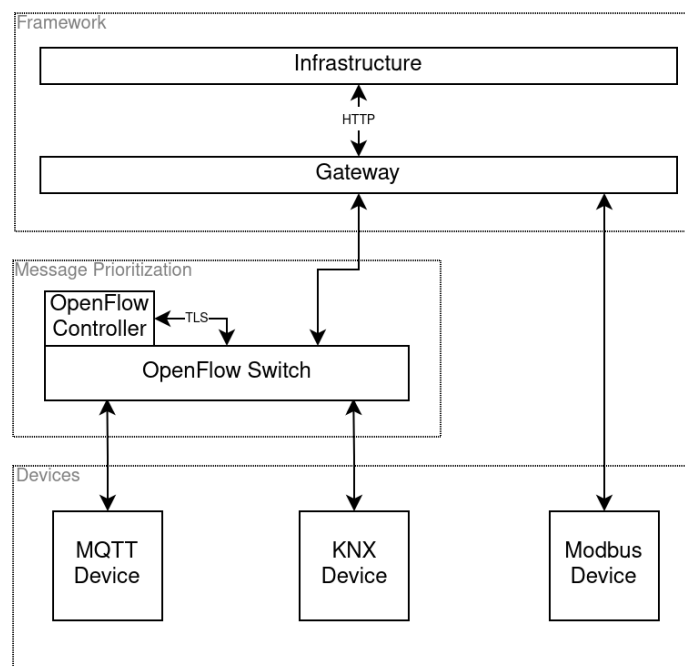 Framework
Infrastructure
HTTP
Gateway
Message Prioritization
OpenFlow
Controller
TLS
OpenFlow Switch
Devices
MQTT
Device
KNX
Device
Modbus
Device